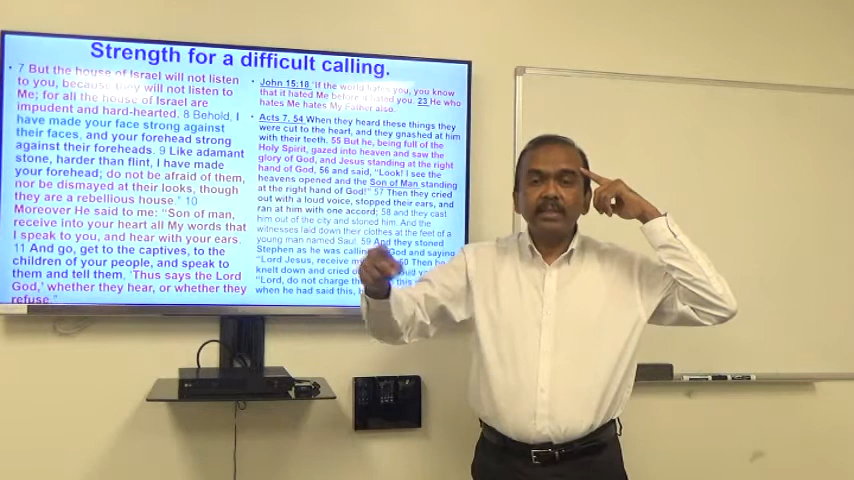 Strength for a difficult calling.
• 7 But the house of Israel will not listen
to you, because they will not listen to
Me; for all the house of Israel are
impudent and hard-hearted. 8 Behold, I
have made your face strong against
their faces, and your forehead strong
against their foreheads. 9 Like adamant
stone, harder than flint, I have made
your forehead; do not be afraid of them,
nor be dismayed at their looks, though
they are a rebellious house." 10
Moreover He said to me: "Son of man,
receive into your heart all My words that
I speak to you, and hear with your ears.
11 And go, get to the captives, to the
children of your people, and speak to
them and tell them, 'Thus says the Lord
God,' whether they hear, or whether they
refuse."
• John 15:18 'If the world hates you, you know
that it hated Me before it hated you. 23 He who
hates Me hates My Father also.
• Acts 7. 54 When they heard these things they
were cut to the heart, and they gnashed at him
with their teeth. 55 But he, being full of the
Holy Spirit, gazed into heaven and saw the
glory of God, and Jesus standing at the right
hand of God, 56 and said, "Look! I see the
heavens opened and the Son of Man standing
at the right hand of God!" 57 Then they cried
out with a loud voice, stopped their ears, and
ran at him with one accord; 58 and they cast
him out of the city and stoned him. And the
witnesses laid down their clothes at the feet of a
young man named Saul. 59 And they stoned
Stephen as he was calling God and saying
"Lord Jesus, receive 60 Then he
knelt down and cried
"Lord, do not charge this
when he had said this,